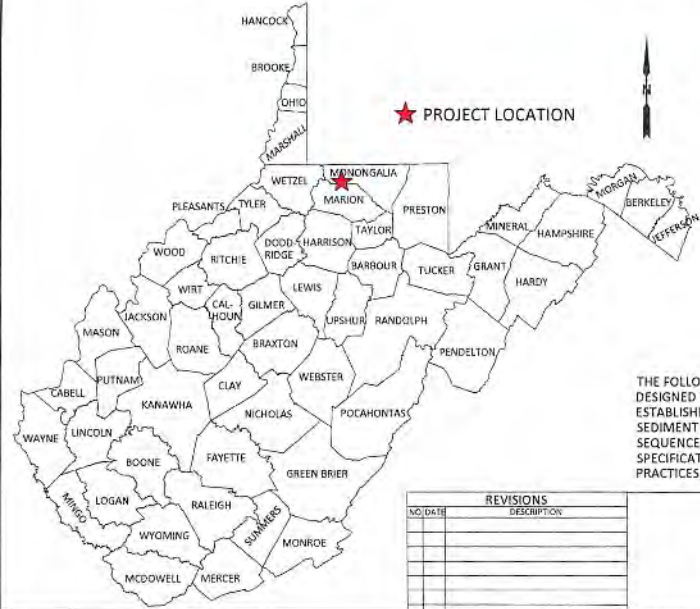 HANCOCK
BROOKE
OHIO
MARSHALL
PROJECT LOCATION
N
MONONGALIA
WETZEL
MARION
PRESTON
MORGAN
BERKELEY
JEFFERSON
PLEASANTS
TYLER
MINERAL
HAMPSHIRE
TAYLOR
DODD-
RIDGE
HARRISON
WOOD
RITCHIE
BARBOUR
TUCKER
GRANT
HARDY
WIRT
CAL-
HOUN
GILMER
LEWIS
UPSHUR
RANDOLPH
JACKSON
MASON
ROANE
BRAXTON
PENDELTON
WEBSTER
PUTNAM
CLAY
CABELL
KANAWHA
NICHOLAS
POCAHONTAS
WAYNE
LINCOLN
BOONE
FAYETTE
GREEN BRIER
MINGO
LOGAN
RALEIGH
SUMMERS
WYOMING
MONROE
MCDOWELL
MERCER
THE FOLLO
DESIGNED
ESTABLISHE
SEDIMENT
SEQUENCE
SPECIFICAT
PRACTICES
REVISIONS
NO. DATE DESCRIPTION